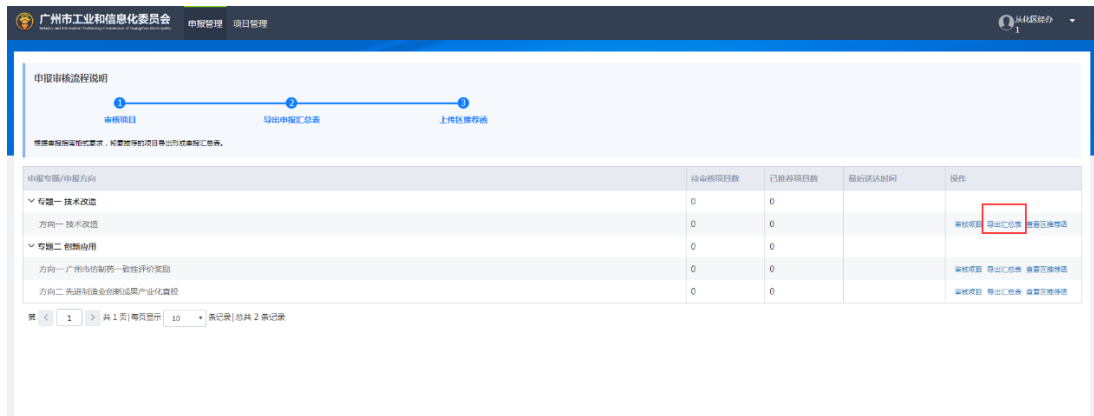 广州市工业和信息化委员会
申报管理 项目管理
从化区经办
1
申报审核流程说明
1 2 3
审核项目 导出申报汇总表 上传区推荐函
根据申报指南格式要求，将要推荐的项目导出形成申报汇总表。
申报专题/申报方向 待审核项目数 已推荐项目数 最后送达时间 操作
专题一 技术改造 0 0
方向一 技术改造 0 0 审核项目 导出汇总表 查看区推荐函
专题二 创新应用 0 0
方向一 广州市仿制药一致性评价奖励 0 0 审核项目 导出汇总表 查看区推荐函
方向二 先进制造业创新成果产业化直投 0 0 审核项目 导出汇总表 查看区推荐函
第 < 1 > 共 1 页|每页显示 10 条记录|总共 2 条记录